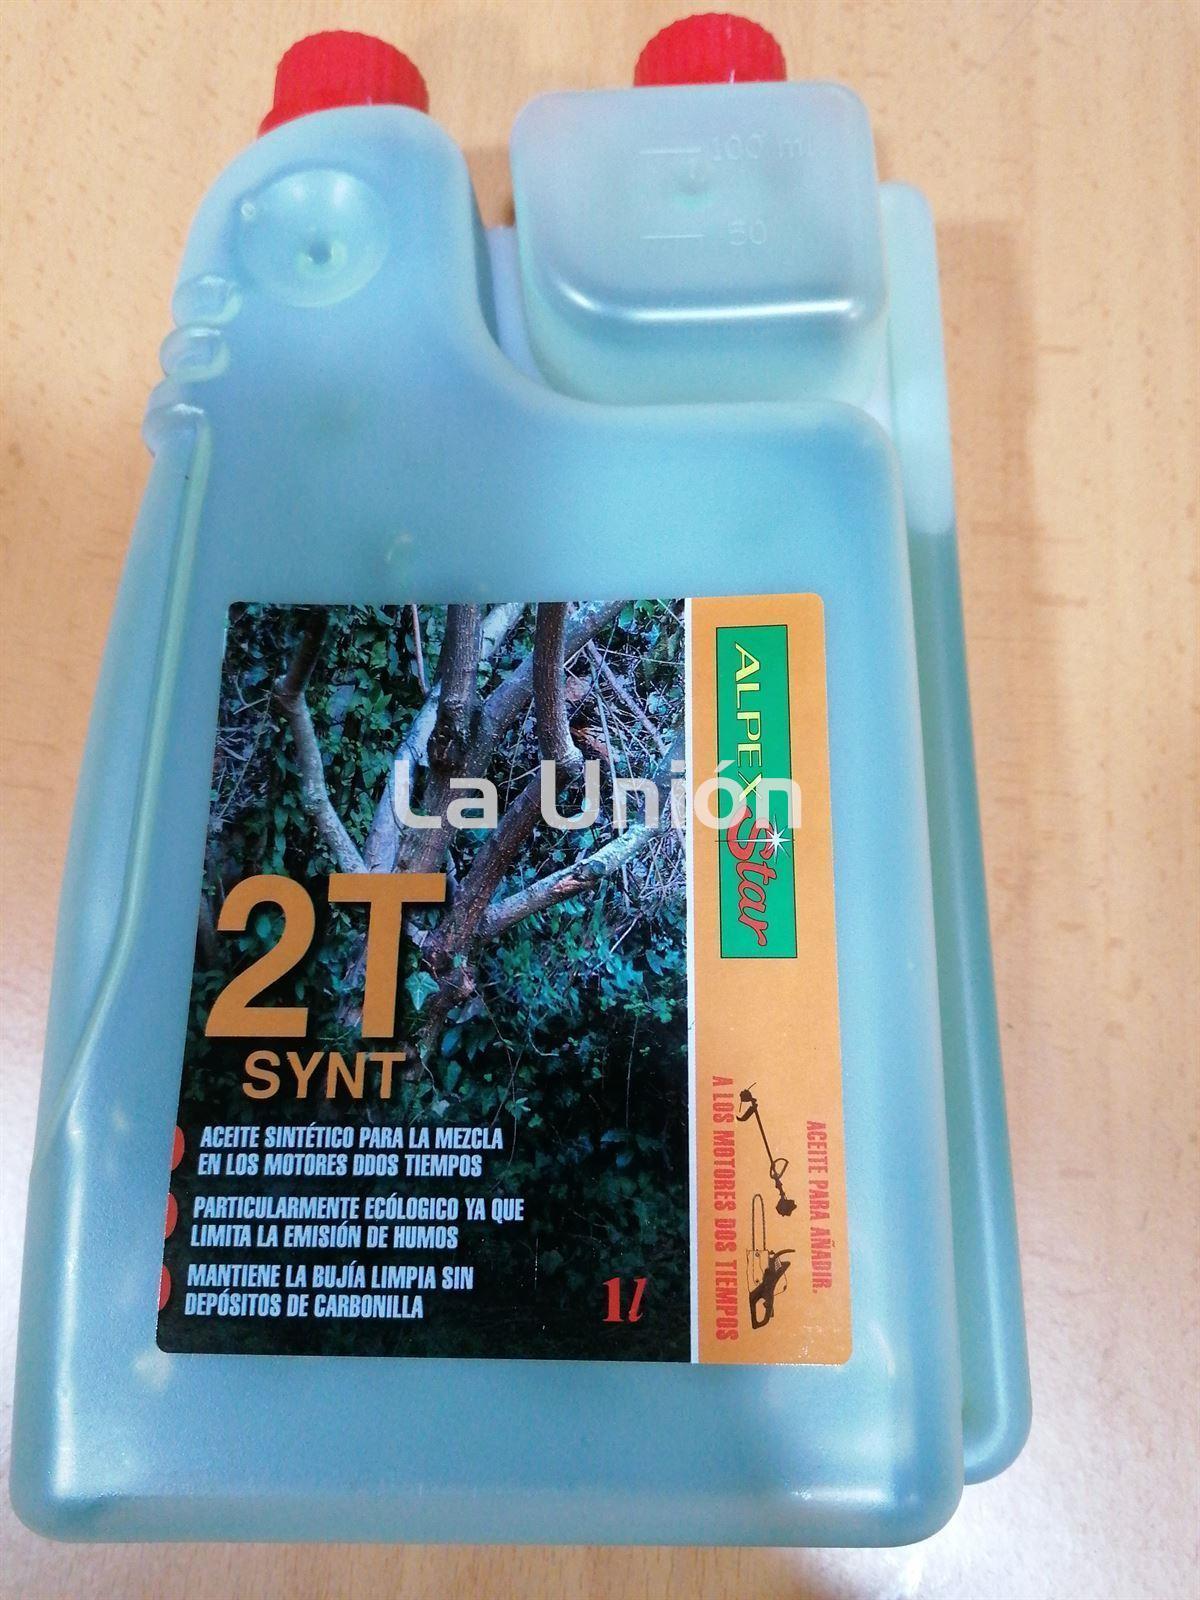 100 ml
50
ALPEX Star
La Unión
2T
SYNT
ACEITE SINTÉTICO PARA LA MEZCLA
EN LOS MOTORES DDOS TIEMPOS
PARTICULARMENTE ECÓLOGICO YA QUE
LIMITA LA EMISIÓN DE HUMOS
MANTIENE LA BUJÍA LIMPIA SIN
DEPÓSITOS DE CARBONILLA
1l
ACEITE PARA AÑADIR.
A LOS MOTORES DOS TIEMPOS